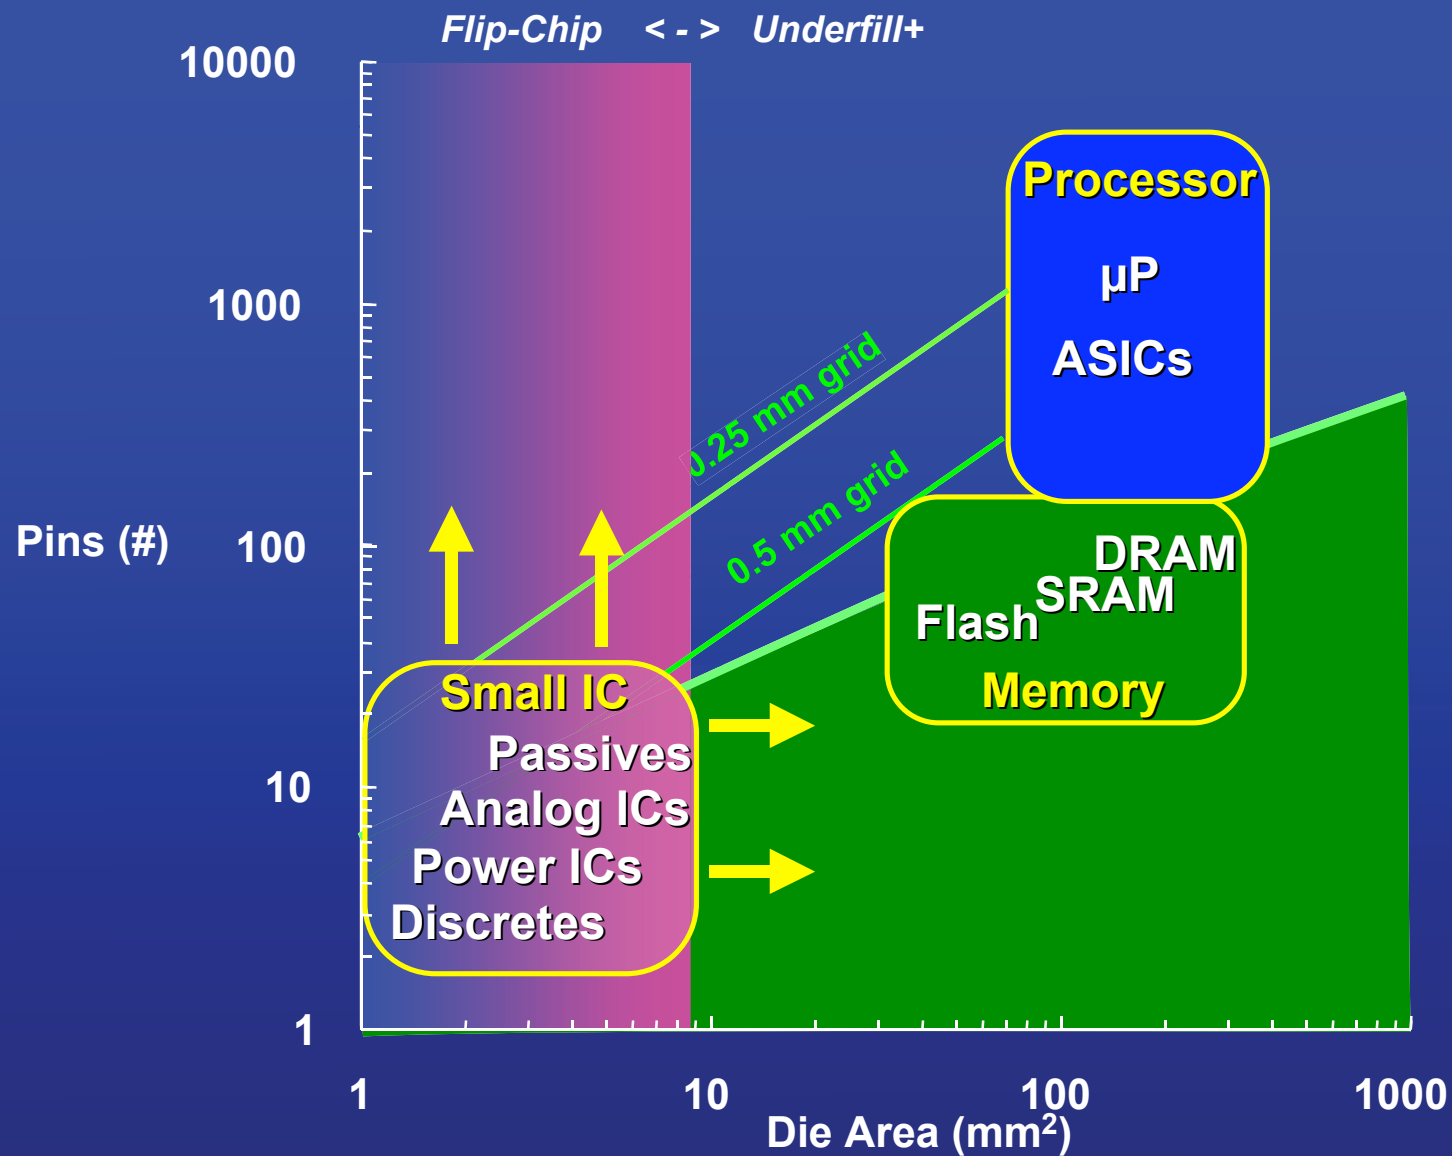 Flip-Chip < - > Underfill+
10000
Processor
µP
1000
0.25 mm grid
ASICs
0.5 mm grid
Pins (#)
100
DRAM
SRAM
Flash
Small IC
Memory
Passives
10
Analog ICs
Power ICs
Discretes
1
1 10 100 1000
Die Area (mm²)